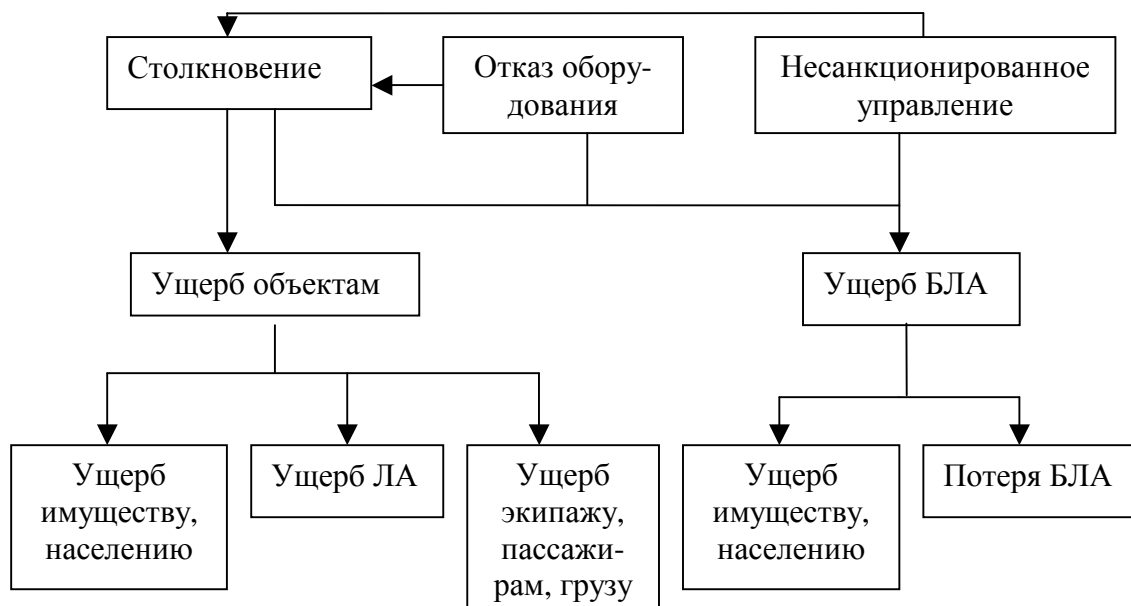 Столкновение
Отказ обору-
дования
Несанкционированное
управление
Ущерб объектам
Ущерб БЛА
Ущерб
имуществу,
населению
Ущерб ЛА
Ущерб
экипажу,
пассажи-
рам, грузу
Ущерб
имуществу,
населению
Потеря БЛА